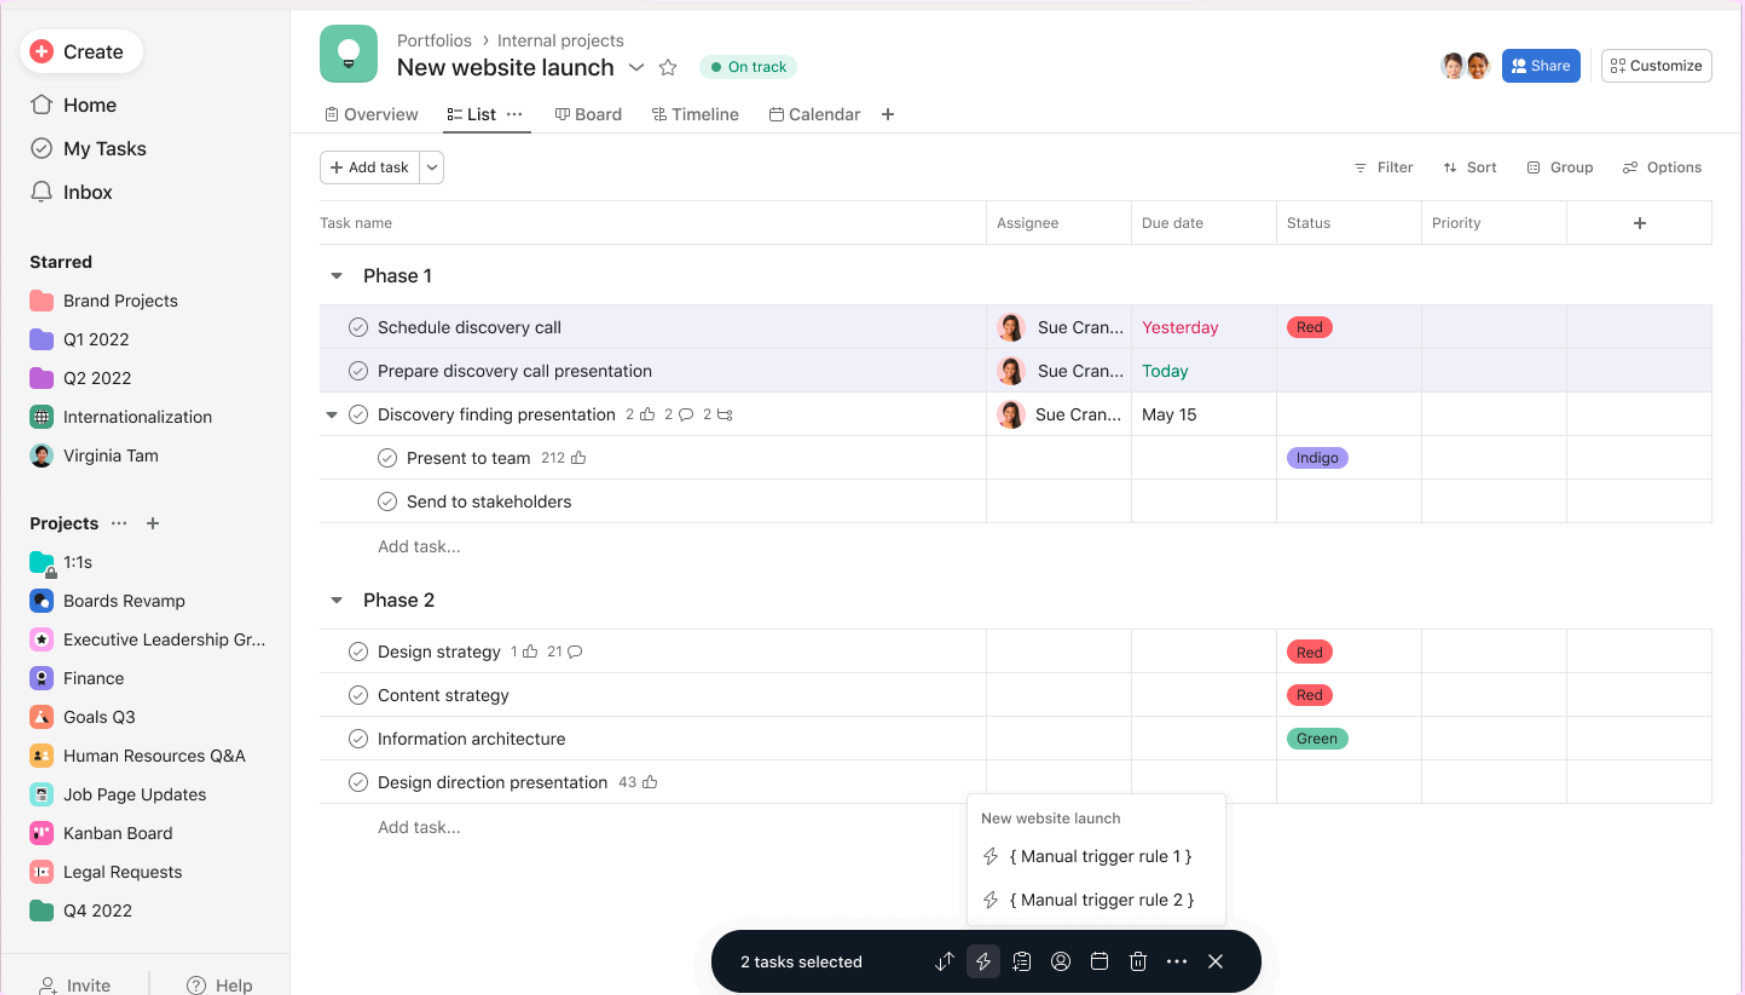 Create
Home
My Tasks
Inbox
Starred
Brand Projects
Q1 2022
Q2 2022
Internationalization
Virginia Tam
Projects
1:1s
Boards Revamp
Executive Leadership Gr...
Finance
Goals Q3
Human Resources Q&A
Job Page Updates
Kanban Board
Legal Requests
Q4 2022
Invite
Help
Portfolios > Internal projects
New website launch
On track
Share
Customize
Overview
List
Board
Timeline
Calendar
+ Add task
Filter
Sort
Group
Options
Task name Assignee Due date Status Priority
Phase 1
Schedule discovery call Sue Cran... Yesterday Red
Prepare discovery call presentation Sue Cran... Today
Discovery finding presentation 2 2 2 Sue Cran... May 15
Present to team 212 Indigo
Send to stakeholders
Add task...
Phase 2
Design strategy 1 21 Red
Content strategy Red
Information architecture Green
Design direction presentation 43
Add task...
New website launch
{ Manual trigger rule 1 }
{ Manual trigger rule 2 }
2 tasks selected